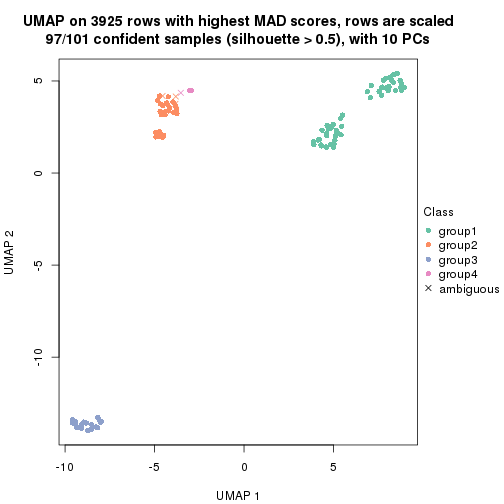 UMAP on 3925 rows with highest MAD scores, rows are scaled
97/101 confident samples (silhouette > 0.5), with 10 PCs
5
0
-5
-10
UMAP 2
-10
-5
0
5
UMAP 1
Class
group1
group2
group3
group4
ambiguous